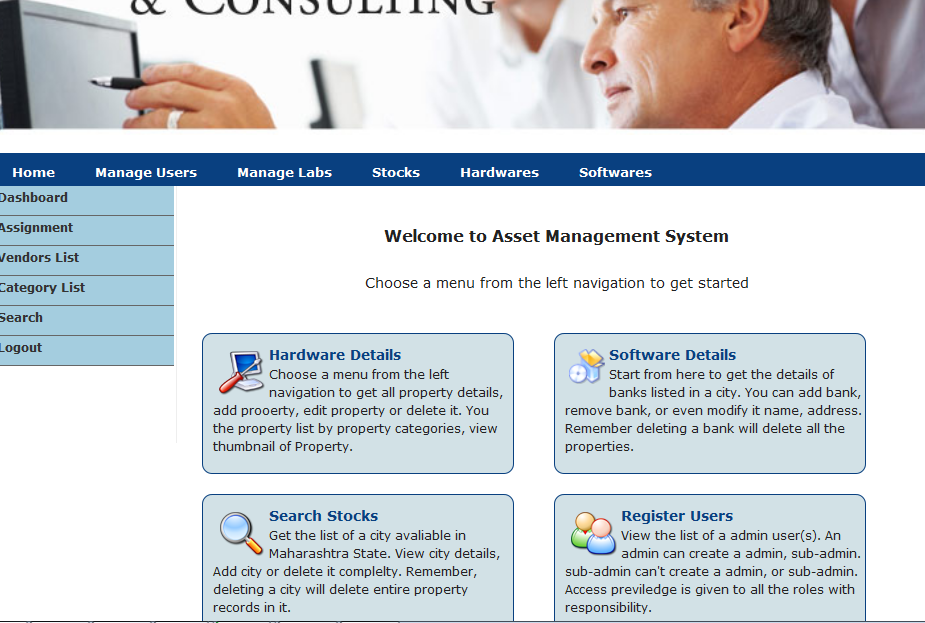 & CONSULTING
Home Manage Users Manage Labs Stocks Hardwares Softwares
Dashboard
Assignment
Vendors List
Category List
Search
Logout
Welcome to Asset Management System
Choose a menu from the left navigation to get started
Hardware Details
Choose a menu from the left
navigation to get all property details,
add prooerty, edit property or delete it. You
the property list by property categories, view
thumbnail of Property.
Software Details
Start from here to get the details of
banks listed in a city. You can add bank,
remove bank, or even modify it name, address.
Remember deleting a bank will delete all the
properties.
Search Stocks
Get the list of a city avaliable in
Maharashtra State. View city details,
Add city or delete it complelty. Remember,
deleting a city will delete entire property
records in it.
Register Users
View the list of a admin user(s). An
admin can create a admin, sub-admin.
sub-admin can't create a admin, or sub-admin.
Access previledge is given to all the roles with
responsibility.